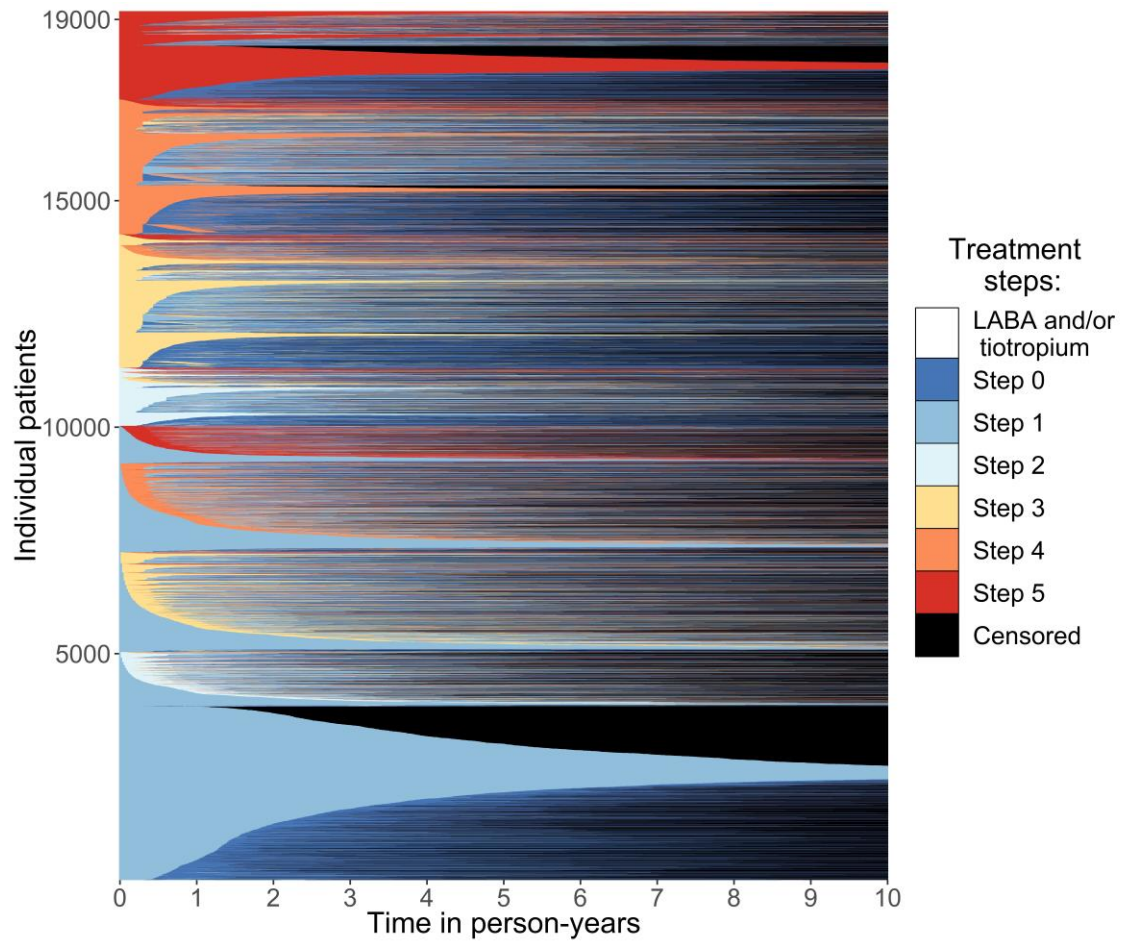 19000
15000
10000
5000
Individual patients
0 1 2 3 4 5 6 7 8 9 10
Time in person-years
Treatment
steps:
LABA and/or
tiotropium
Step 0
Step 1
Step 2
Step 3
Step 4
Step 5
Censored